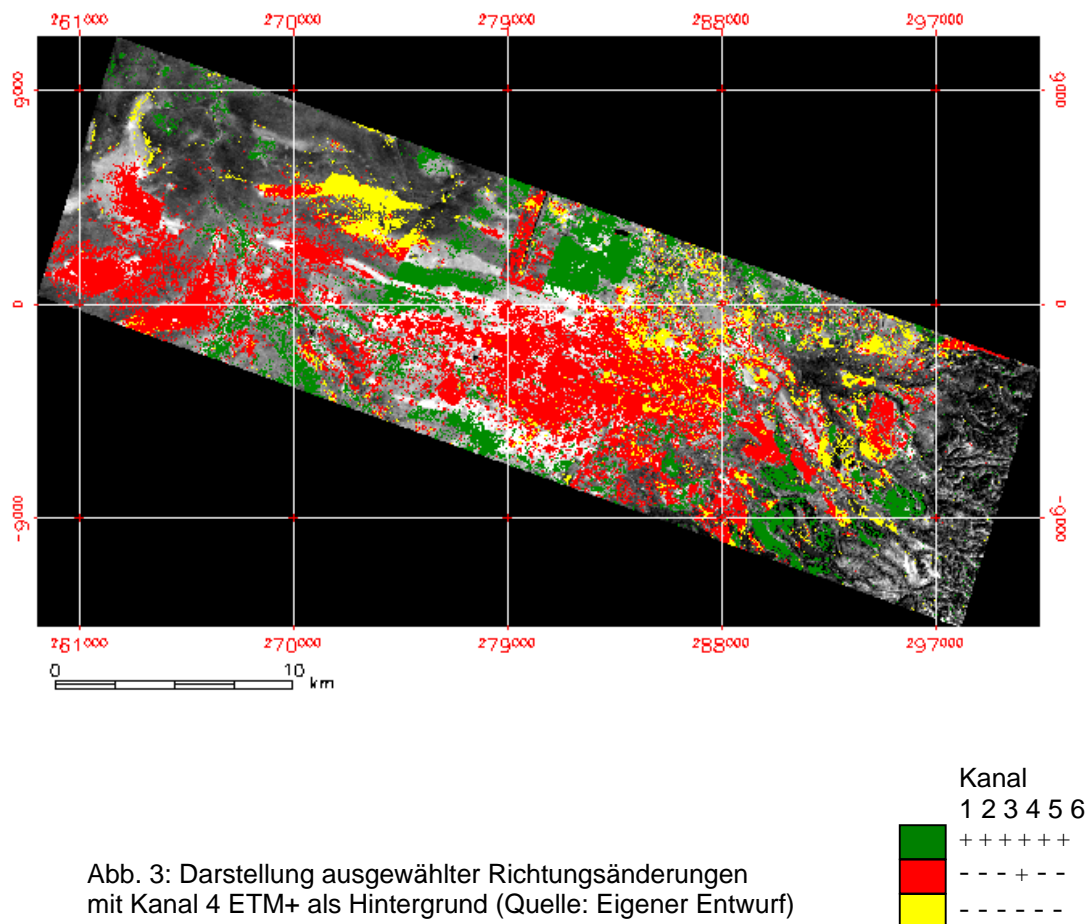 261000 270000 279000 288000 297000
9000 9000
0 0
-9000 -9000
261000 270000 279000 288000 297000
0 10
km
Kanal
1 2 3 4 5 6
+ + + + + +
- - - + - -
- - - - - -
Abb. 3: Darstellung ausgewählter Richtungsänderungen
mit Kanal 4 ETM+ als Hintergrund (Quelle: Eigener Entwurf)